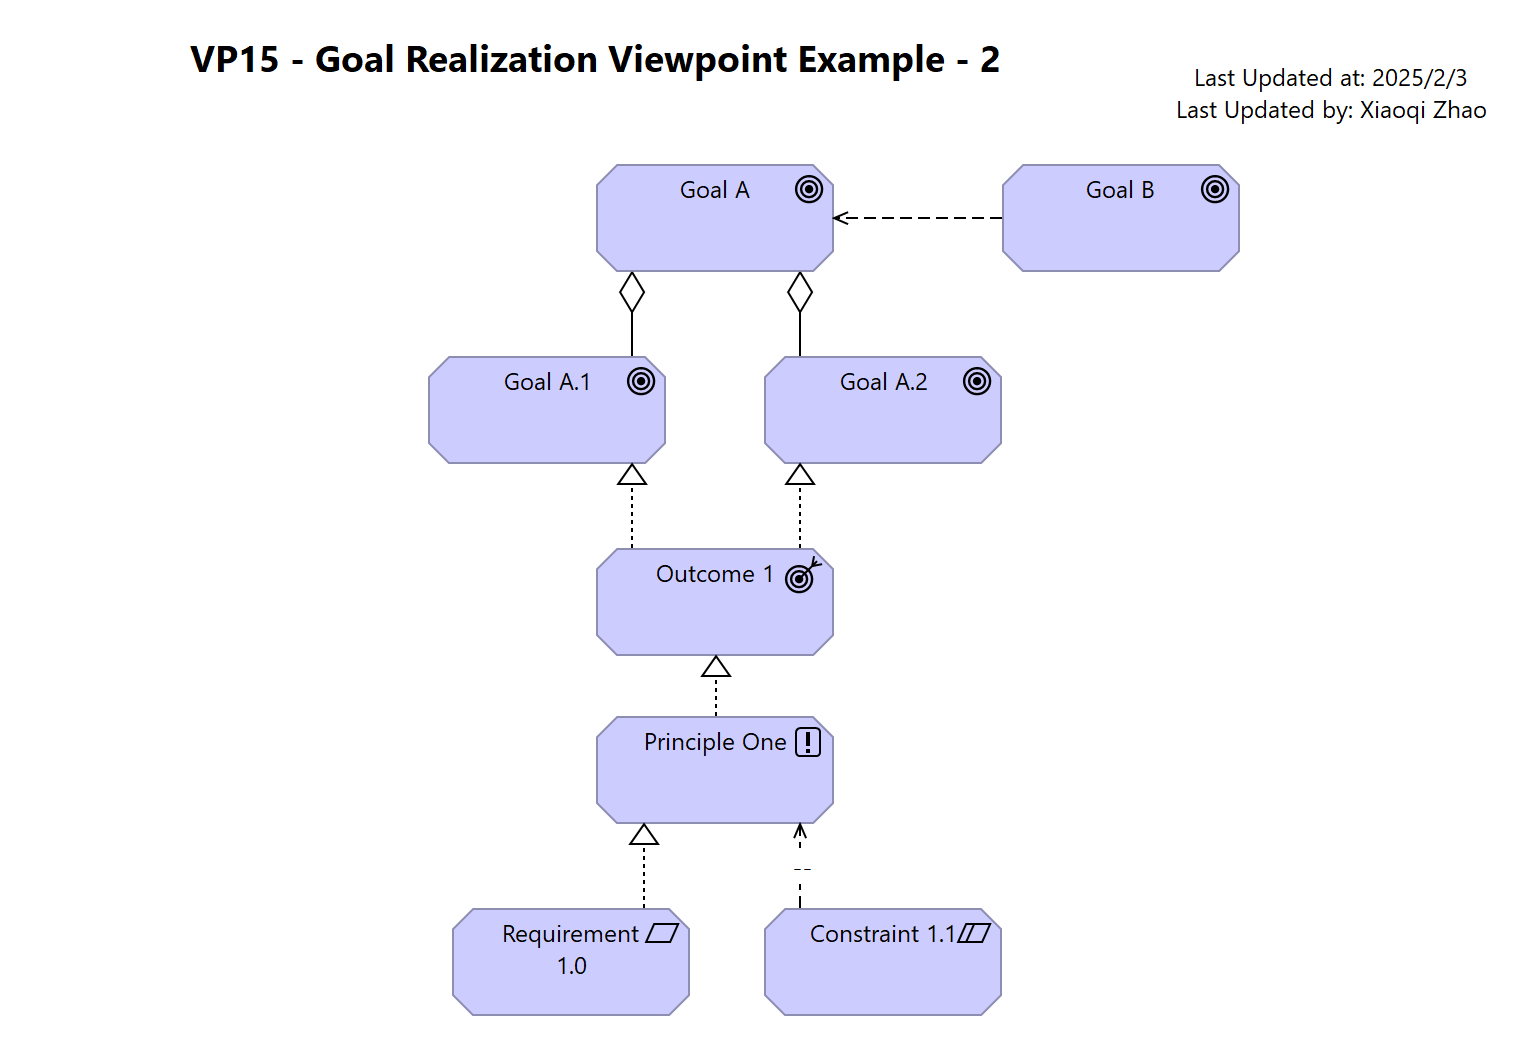 VP15 - Goal Realization Viewpoint Example - 2
Last Updated at: 2025/2/3
Last Updated by: Xiaoqi Zhao
Goal A
Goal B
Goal A.1
Goal A.2
Outcome 1
Principle One
--
Requirement
1.0
Constraint 1.1